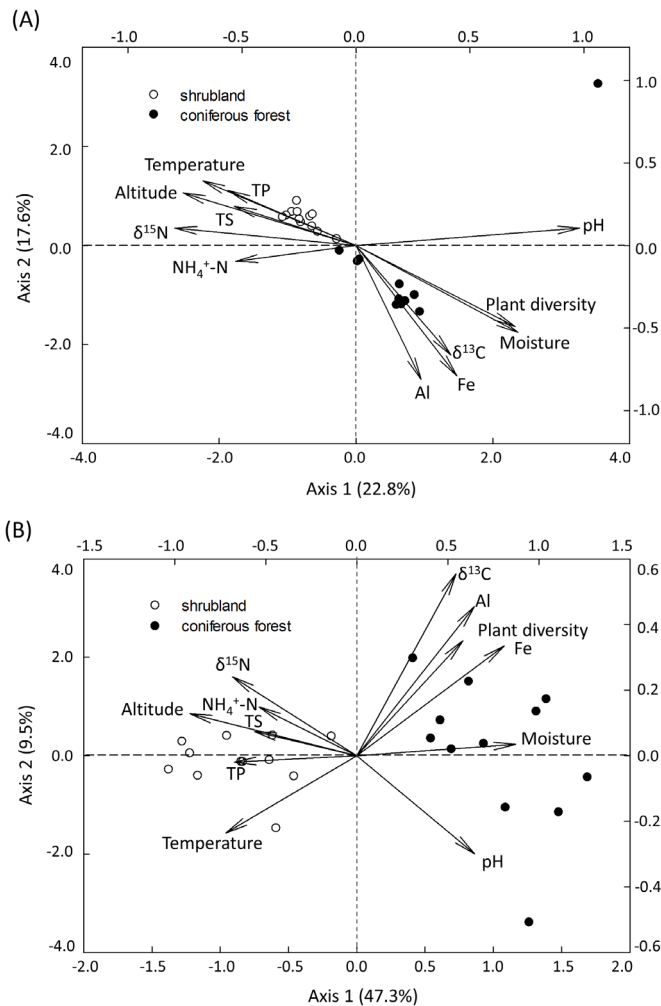 (A)
-1.0 -0.5 0.0 0.5 1.0
4.0
1.0
shrubland
coniferous forest
2.0
0.5
Temperature
Altitude
TP
TS
δ15N
pH
0.0
0.0
NH4+-N
Axis 2 (17.6%)
Plant diversity
-0.5
Moisture
-2.0
δ13C
Fe
Al
-1.0
-4.0
-4.0 -2.0 0.0 2.0 4.0
Axis 1 (22.8%)
(B)
-1.5 -1.0 -0.5 0.0 0.5 1.0 1.5
4.0
0.6
δ13C
shrubland
Al
coniferous forest
Plant diversity
0.4
Fe
2.0
δ15N
0.2
NH4+-N
Altitude
TS
Moisture
0.0
0.0
TP
Axis 2 (9.5%)
Temperature
-0.2
-2.0
pH
-0.4
-4.0
-0.6
-2.0 -1.5 -1.0 -0.5 0.0 0.5 1.0 1.5 2.0
Axis 1 (47.3%)